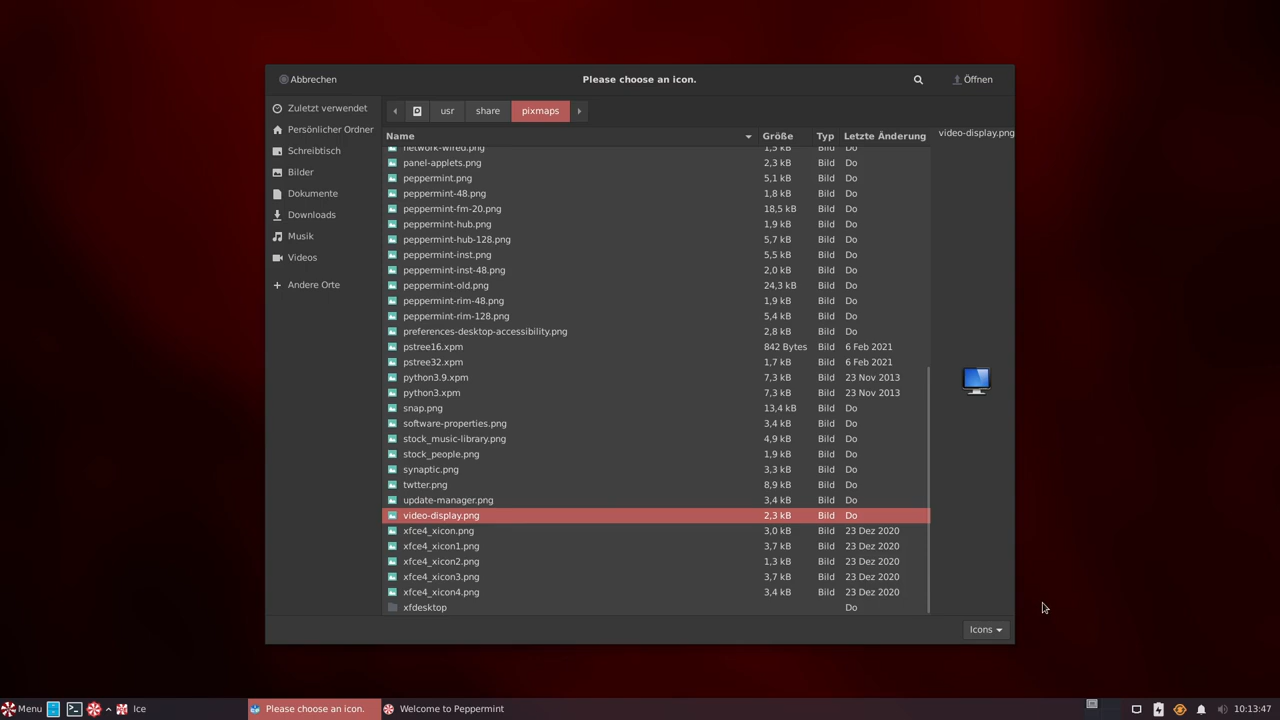 Abbrechen Please choose an icon. Öffnen
Zuletzt verwendet
Persönlicher Ordner
Schreibtisch
Bilder
Dokumente
Downloads
Musik
Videos
Andere Orte
usr share pixmaps
Name Größe Typ Letzte Änderung
network-wired.png 1,5 kB Bild Do
panel-applets.png 2,3 kB Bild Do
peppermint.png 5,1 kB Bild Do
peppermint-48.png 1,8 kB Bild Do
peppermint-fm-20.png 18,5 kB Bild Do
peppermint-hub.png 1,9 kB Bild Do
peppermint-hub-128.png 5,7 kB Bild Do
peppermint-inst.png 5,5 kB Bild Do
peppermint-inst-48.png 2,0 kB Bild Do
peppermint-old.png 24,3 kB Bild Do
peppermint-rim-48.png 1,9 kB Bild Do
peppermint-rim-128.png 5,4 kB Bild Do
preferences-desktop-accessibility.png 2,8 kB Bild Do
pstree16.xpm 842 Bytes Bild 6 Feb 2021
pstree32.xpm 1,7 kB Bild 6 Feb 2021
python3.9.xpm 7,3 kB Bild 23 Nov 2013
python3.xpm 7,3 kB Bild 23 Nov 2013
snap.png 13,4 kB Bild Do
software-properties.png 3,4 kB Bild Do
stock_music-library.png 4,9 kB Bild Do
stock_people.png 1,9 kB Bild Do
synaptic.png 3,3 kB Bild Do
twtter.png 8,9 kB Bild Do
update-manager.png 3,4 kB Bild Do
video-display.png 2,3 kB Bild Do
xfce4_xicon.png 3,0 kB Bild 23 Dez 2020
xfce4_xicon1.png 3,7 kB Bild 23 Dez 2020
xfce4_xicon2.png 1,3 kB Bild 23 Dez 2020
xfce4_xicon3.png 3,7 kB Bild 23 Dez 2020
xfce4_xicon4.png 3,4 kB Bild 23 Dez 2020
xfdesktop Do
video-display.png
Icons
Menu Ice Please choose an icon. Welcome to Peppermint 10:13:47